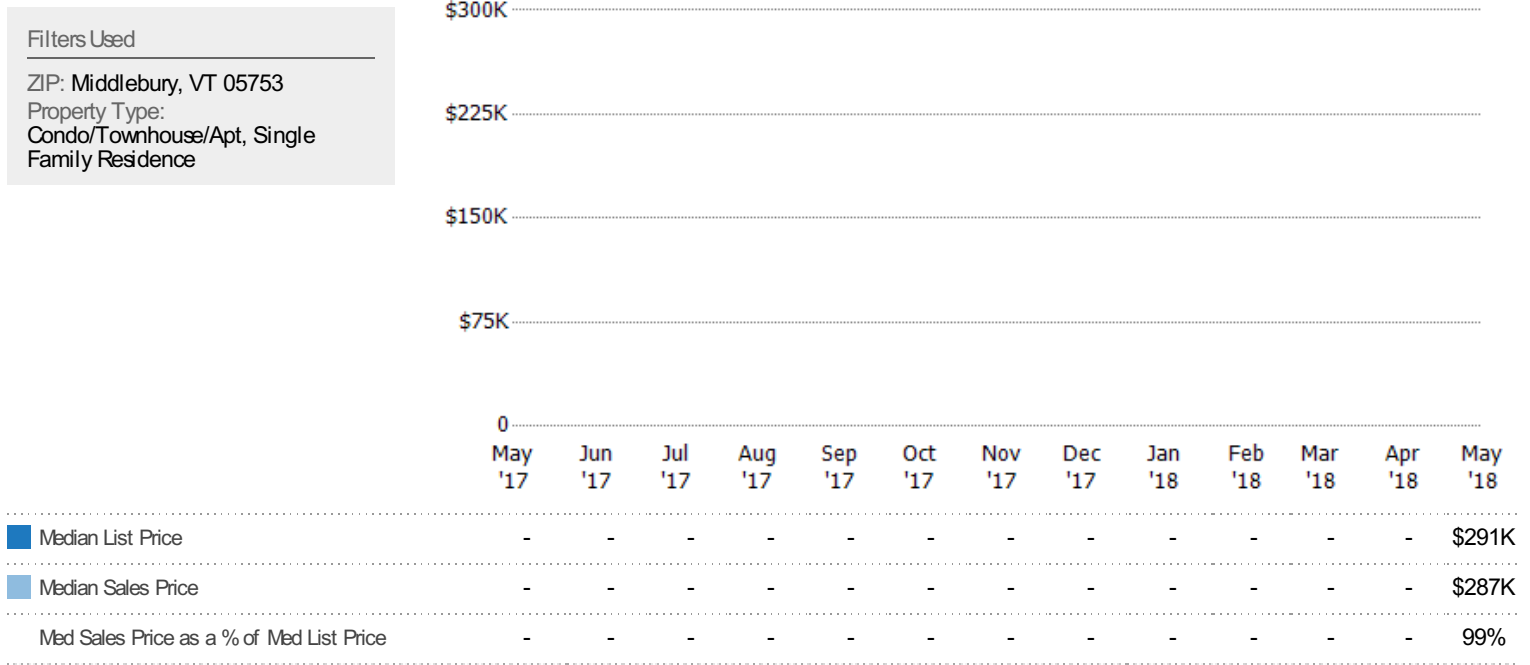 Filters Used
ZIP: Middlebury, VT 05753
Property Type:
Condo/Townhouse/Apt, Single
Family Residence
$300K
$225K
$150K
$75K
0
May Jun Jul Aug Sep Oct Nov Dec Jan Feb Mar Apr May
'17 '17 '17 '17 '17 '17 '17 '17 '18 '18 '18 '18 '18
Median List Price - - - - - - - - - - - - $291K
Median Sales Price - - - - - - - - - - - - $287K
Med Sales Price as a % of Med List Price - - - - - - - - - - - - 99%